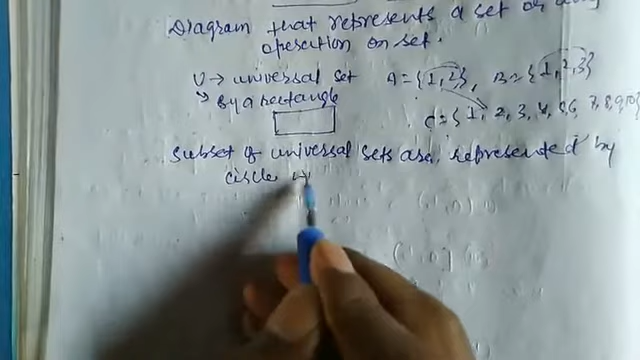 Diagram that represents a set or any
operation on set.
U → universal set A = {1, 2}, B = {1, 2, 3}
↳ by a rectangle
C = {1, 2, 3, 4, 5, 6, 7, 8, 9, 10}
Subset of universal sets are represented by
circle